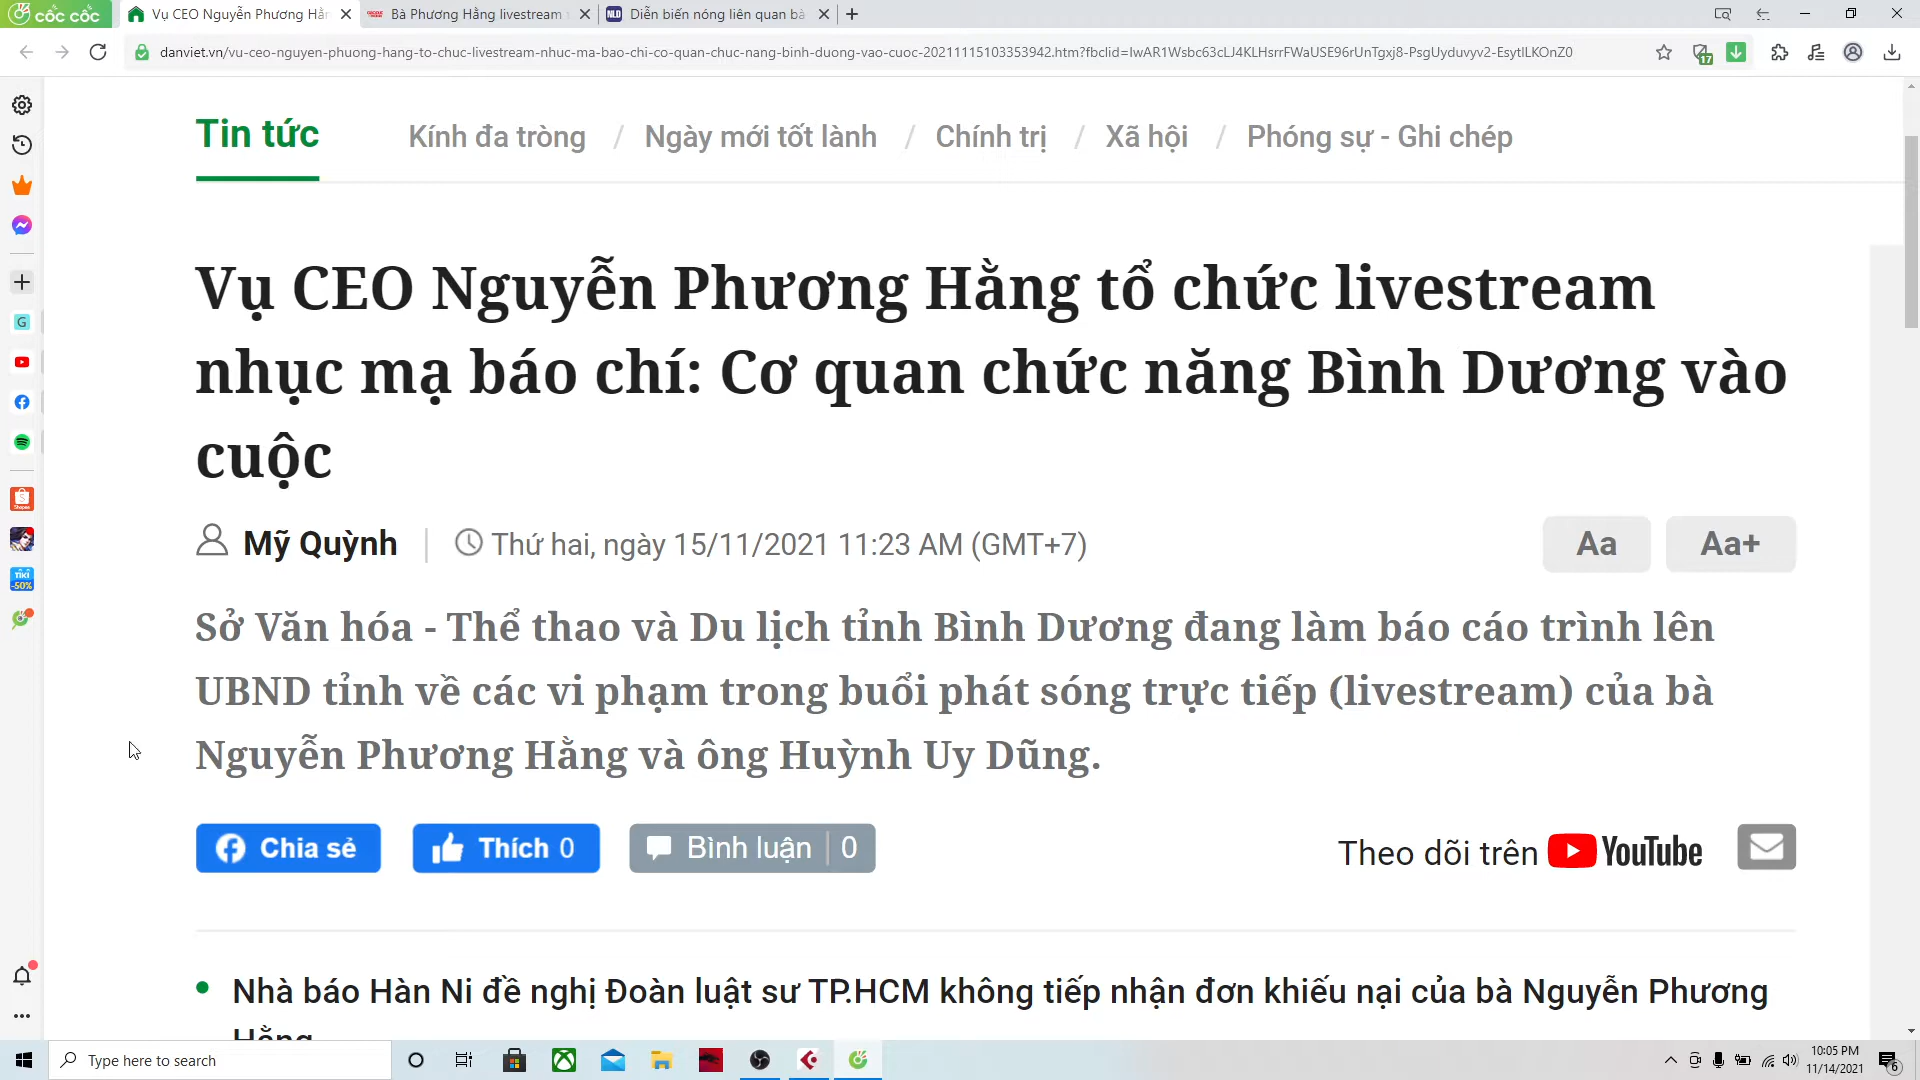 cốc cốc
Vụ CEO Nguyễn Phương Hằn
Bà Phương Hằng livestream
NLĐ
Diễn biến nóng liên quan bà
danviet.vn/vu-ceo-nguyen-phuong-hang-to-chuc-livestream-nhuc-ma-bao-chi-co-quan-chuc-nang-binh-duong-vao-cuoc-20211115103353942.htm?fbclid=IwAR1Wsbc63cLJ4KLHsrrFWaUSE96rUnTgxj8-PsgUyduvyv2-EsytlLKOnZ0
17
Tin tức
Kính đa tròng / Ngày mới tốt lành / Chính trị / Xã hội / Phóng sự - Ghi chép
Vụ CEO Nguyễn Phương Hằng tổ chức livestream
nhục mạ báo chí: Cơ quan chức năng Bình Dương vào
cuộc
Mỹ Quỳnh | Thứ hai, ngày 15/11/2021 11:23 AM (GMT+7)
Aa Aa+
Sở Văn hóa - Thể thao và Du lịch tỉnh Bình Dương đang làm báo cáo trình lên
UBND tỉnh về các vi phạm trong buổi phát sóng trực tiếp (livestream) của bà
Nguyễn Phương Hằng và ông Huỳnh Uy Dũng.
Chia sẻ
Thích 0
Bình luận | 0
Theo dõi trên YouTube
Nhà báo Hàn Ni đề nghị Đoàn luật sư TP.HCM không tiếp nhận đơn khiếu nại của bà Nguyễn Phương
Hằng
G
Shopee
TIKI
-50%
Type here to search
10:05 PM
11/14/2021
6